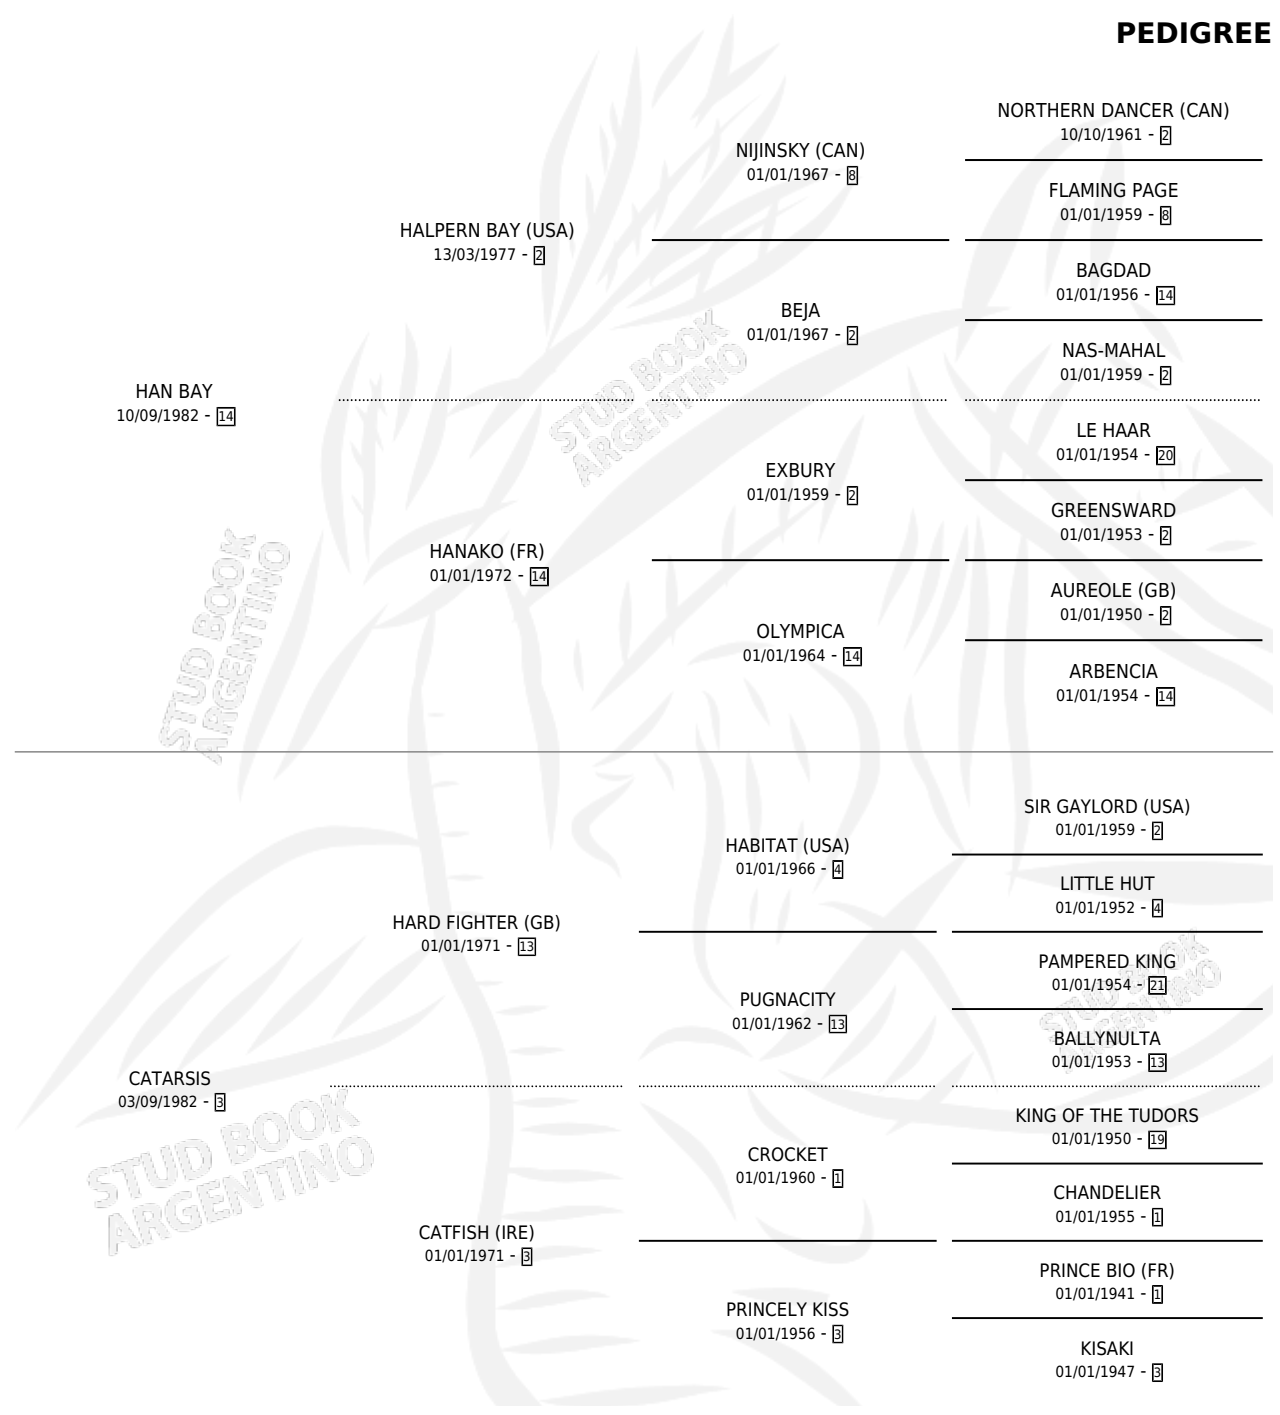 PEDIGREE
NORTHERN DANCER (CAN)
10/10/1961 - 2
NIJINSKY (CAN)
01/01/1967 - 8
FLAMING PAGE
01/01/1959 - 8
HALPERN BAY (USA)
13/03/1977 - 2
BAGDAD
01/01/1956 - 14
BEJA
01/01/1967 - 2
NAS-MAHAL
01/01/1959 - 2
HAN BAY
10/09/1982 - 14
STUD BOOK
ARGENTINO
LE HAAR
01/01/1954 - 20
EXBURY
01/01/1959 - 2
GREENSWARD
01/01/1953 - 2
HANAKO (FR)
01/01/1972 - 14
AUREOLE (GB)
01/01/1950 - 2
OLYMPICA
01/01/1964 - 14
ARBENCIA
01/01/1954 - 14
STUD BOOK
ARGENTINO
SIR GAYLORD (USA)
01/01/1959 - 2
HABITAT (USA)
01/01/1966 - 4
LITTLE HUT
01/01/1952 - 4
HARD FIGHTER (GB)
01/01/1971 - 13
PAMPERED KING
01/01/1954 - 21
PUGNACITY
01/01/1962 - 13
BALLYNULTA
01/01/1953 - 13
STUD BOOK
ARGENTINO
CATARSIS
03/09/1982 - 3
KING OF THE TUDORS
01/01/1950 - 19
CROCKET
01/01/1960 - 1
CHANDELIER
01/01/1955 - 1
STUD BOOK
ARGENTINO
CATFISH (IRE)
01/01/1971 - 3
PRINCE BIO (FR)
01/01/1941 - 1
PRINCELY KISS
01/01/1956 - 3
KISAKI
01/01/1947 - 3